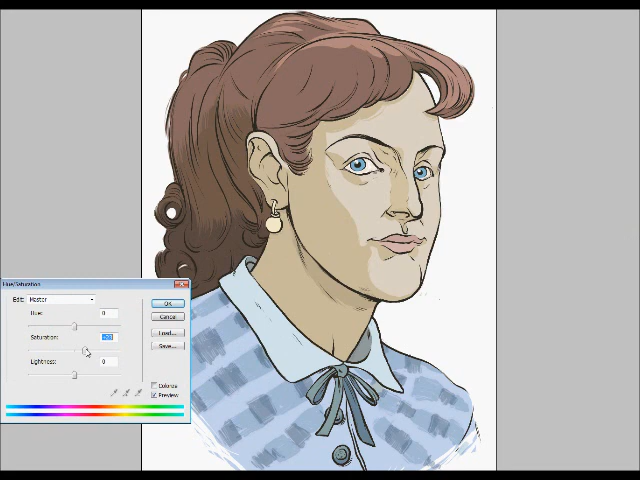 Hue/Saturation
Edit: Master
OK
Hue: 0
Cancel
Saturation:
Load...
Save...
Lightness: 0
Colorize
Preview